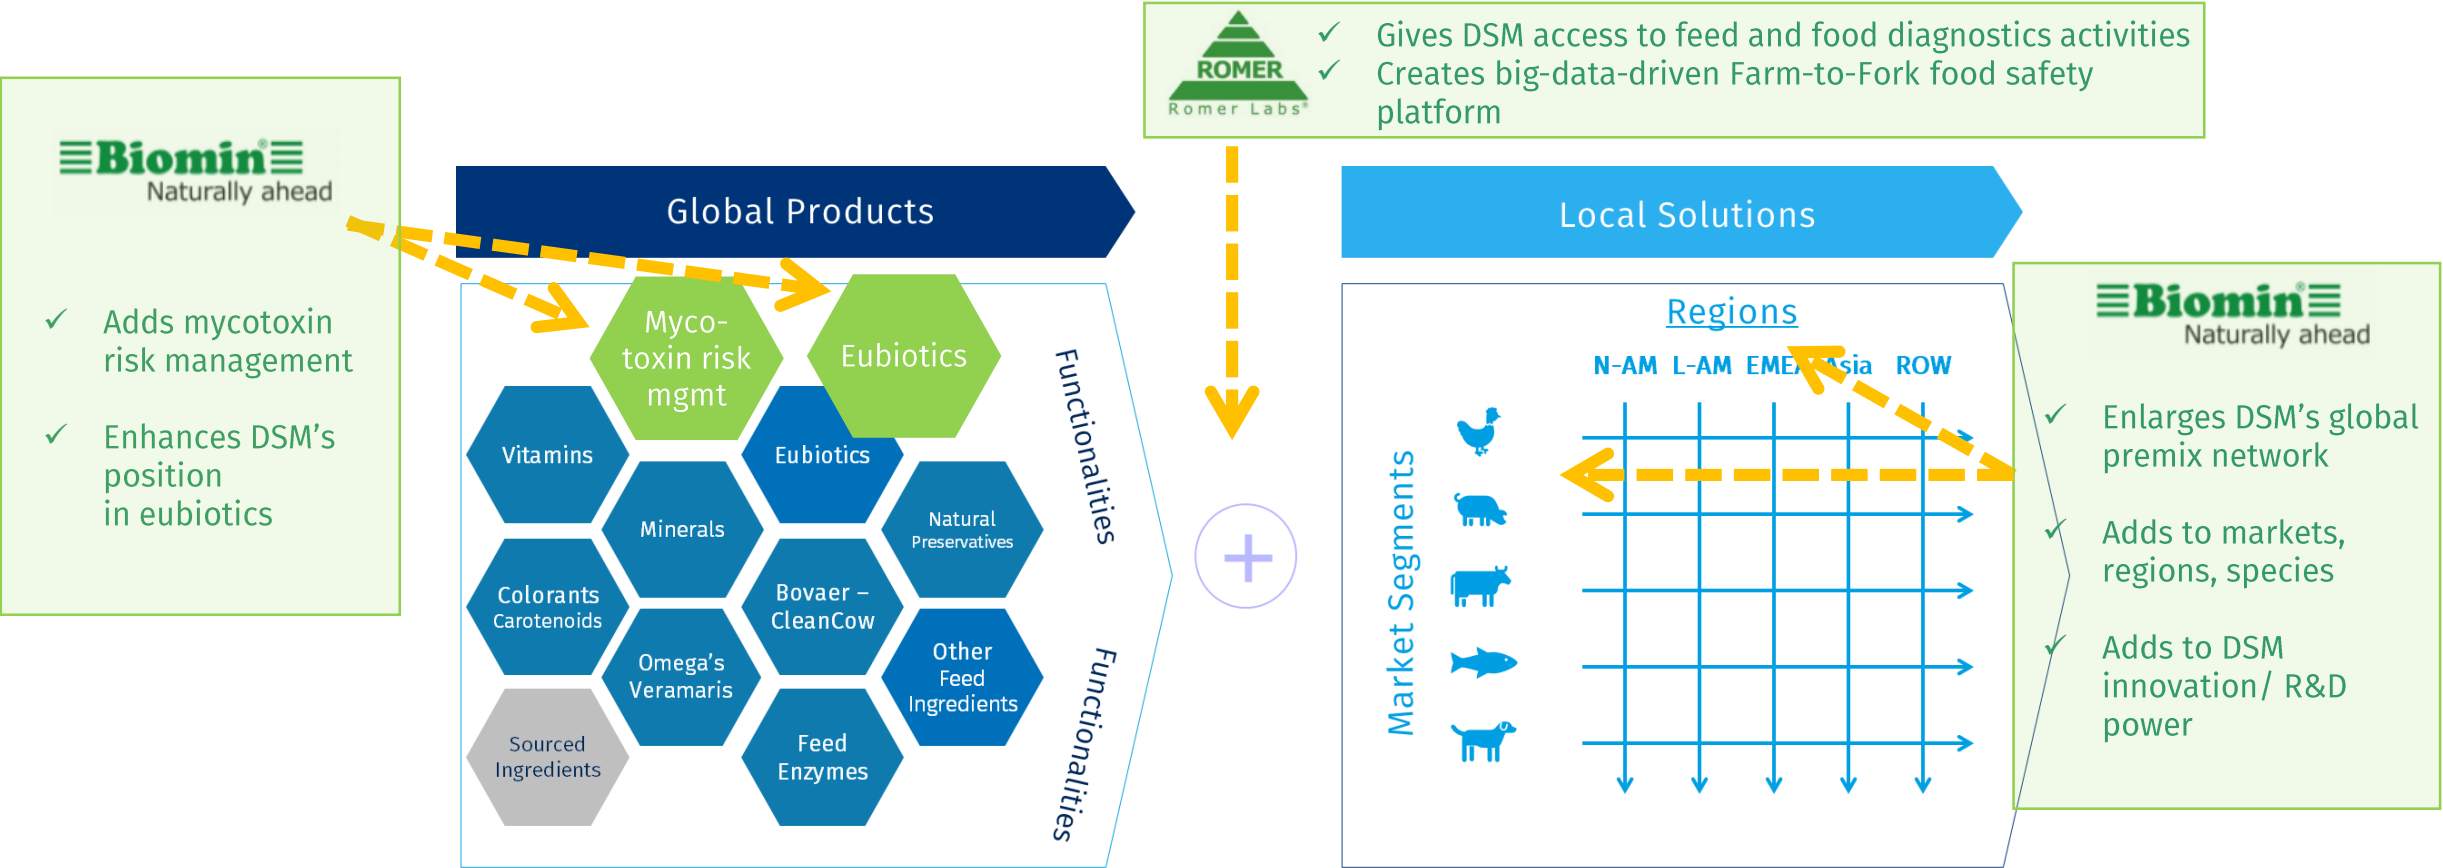 Gives DSM access to feed and food diagnostics activities
Creates big-data-driven Farm-to-Fork food safety
platform
ROMER
Romer Labs®
Biomin®
Naturally ahead
Adds mycotoxin
risk management
Enhances DSM’s
position
in eubiotics
Global Products
Myco-
toxin risk
mgmt
Eubiotics
Vitamins
Eubiotics
Minerals
Natural
Preservatives
Colorants
Carotenoids
Bovaer –
CleanCow
Omega’s
Veramaris
Other
Feed
Ingredients
Sourced
Ingredients
Feed
Enzymes
Functionalities
Functionalities
Local Solutions
Regions
N-AM L-AM EMEA Asia ROW
Market Segments
Biomin®
Naturally ahead
Enlarges DSM’s global
premix network
Adds to markets,
regions, species
Adds to DSM
innovation/ R&D
power